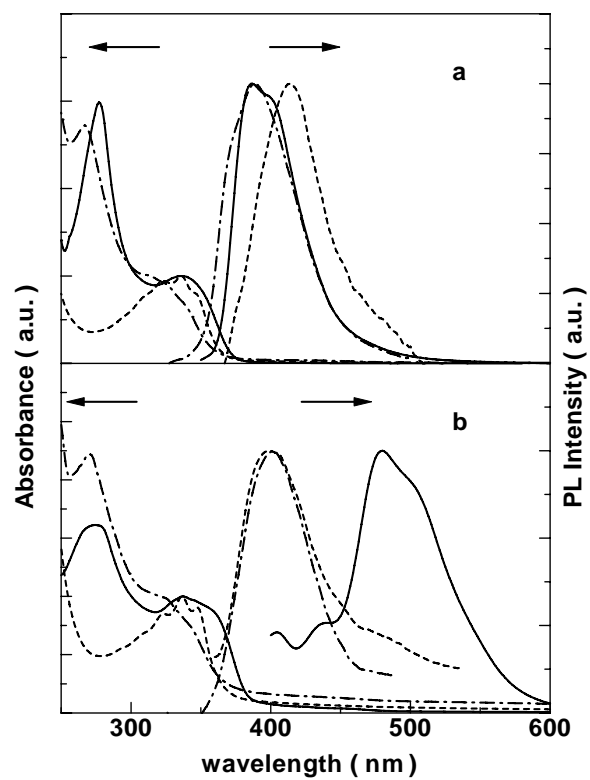 a
b
Absorbance ( a.u. )
PL Intensity ( a.u. )
300 400 500 600
wavelength ( nm )